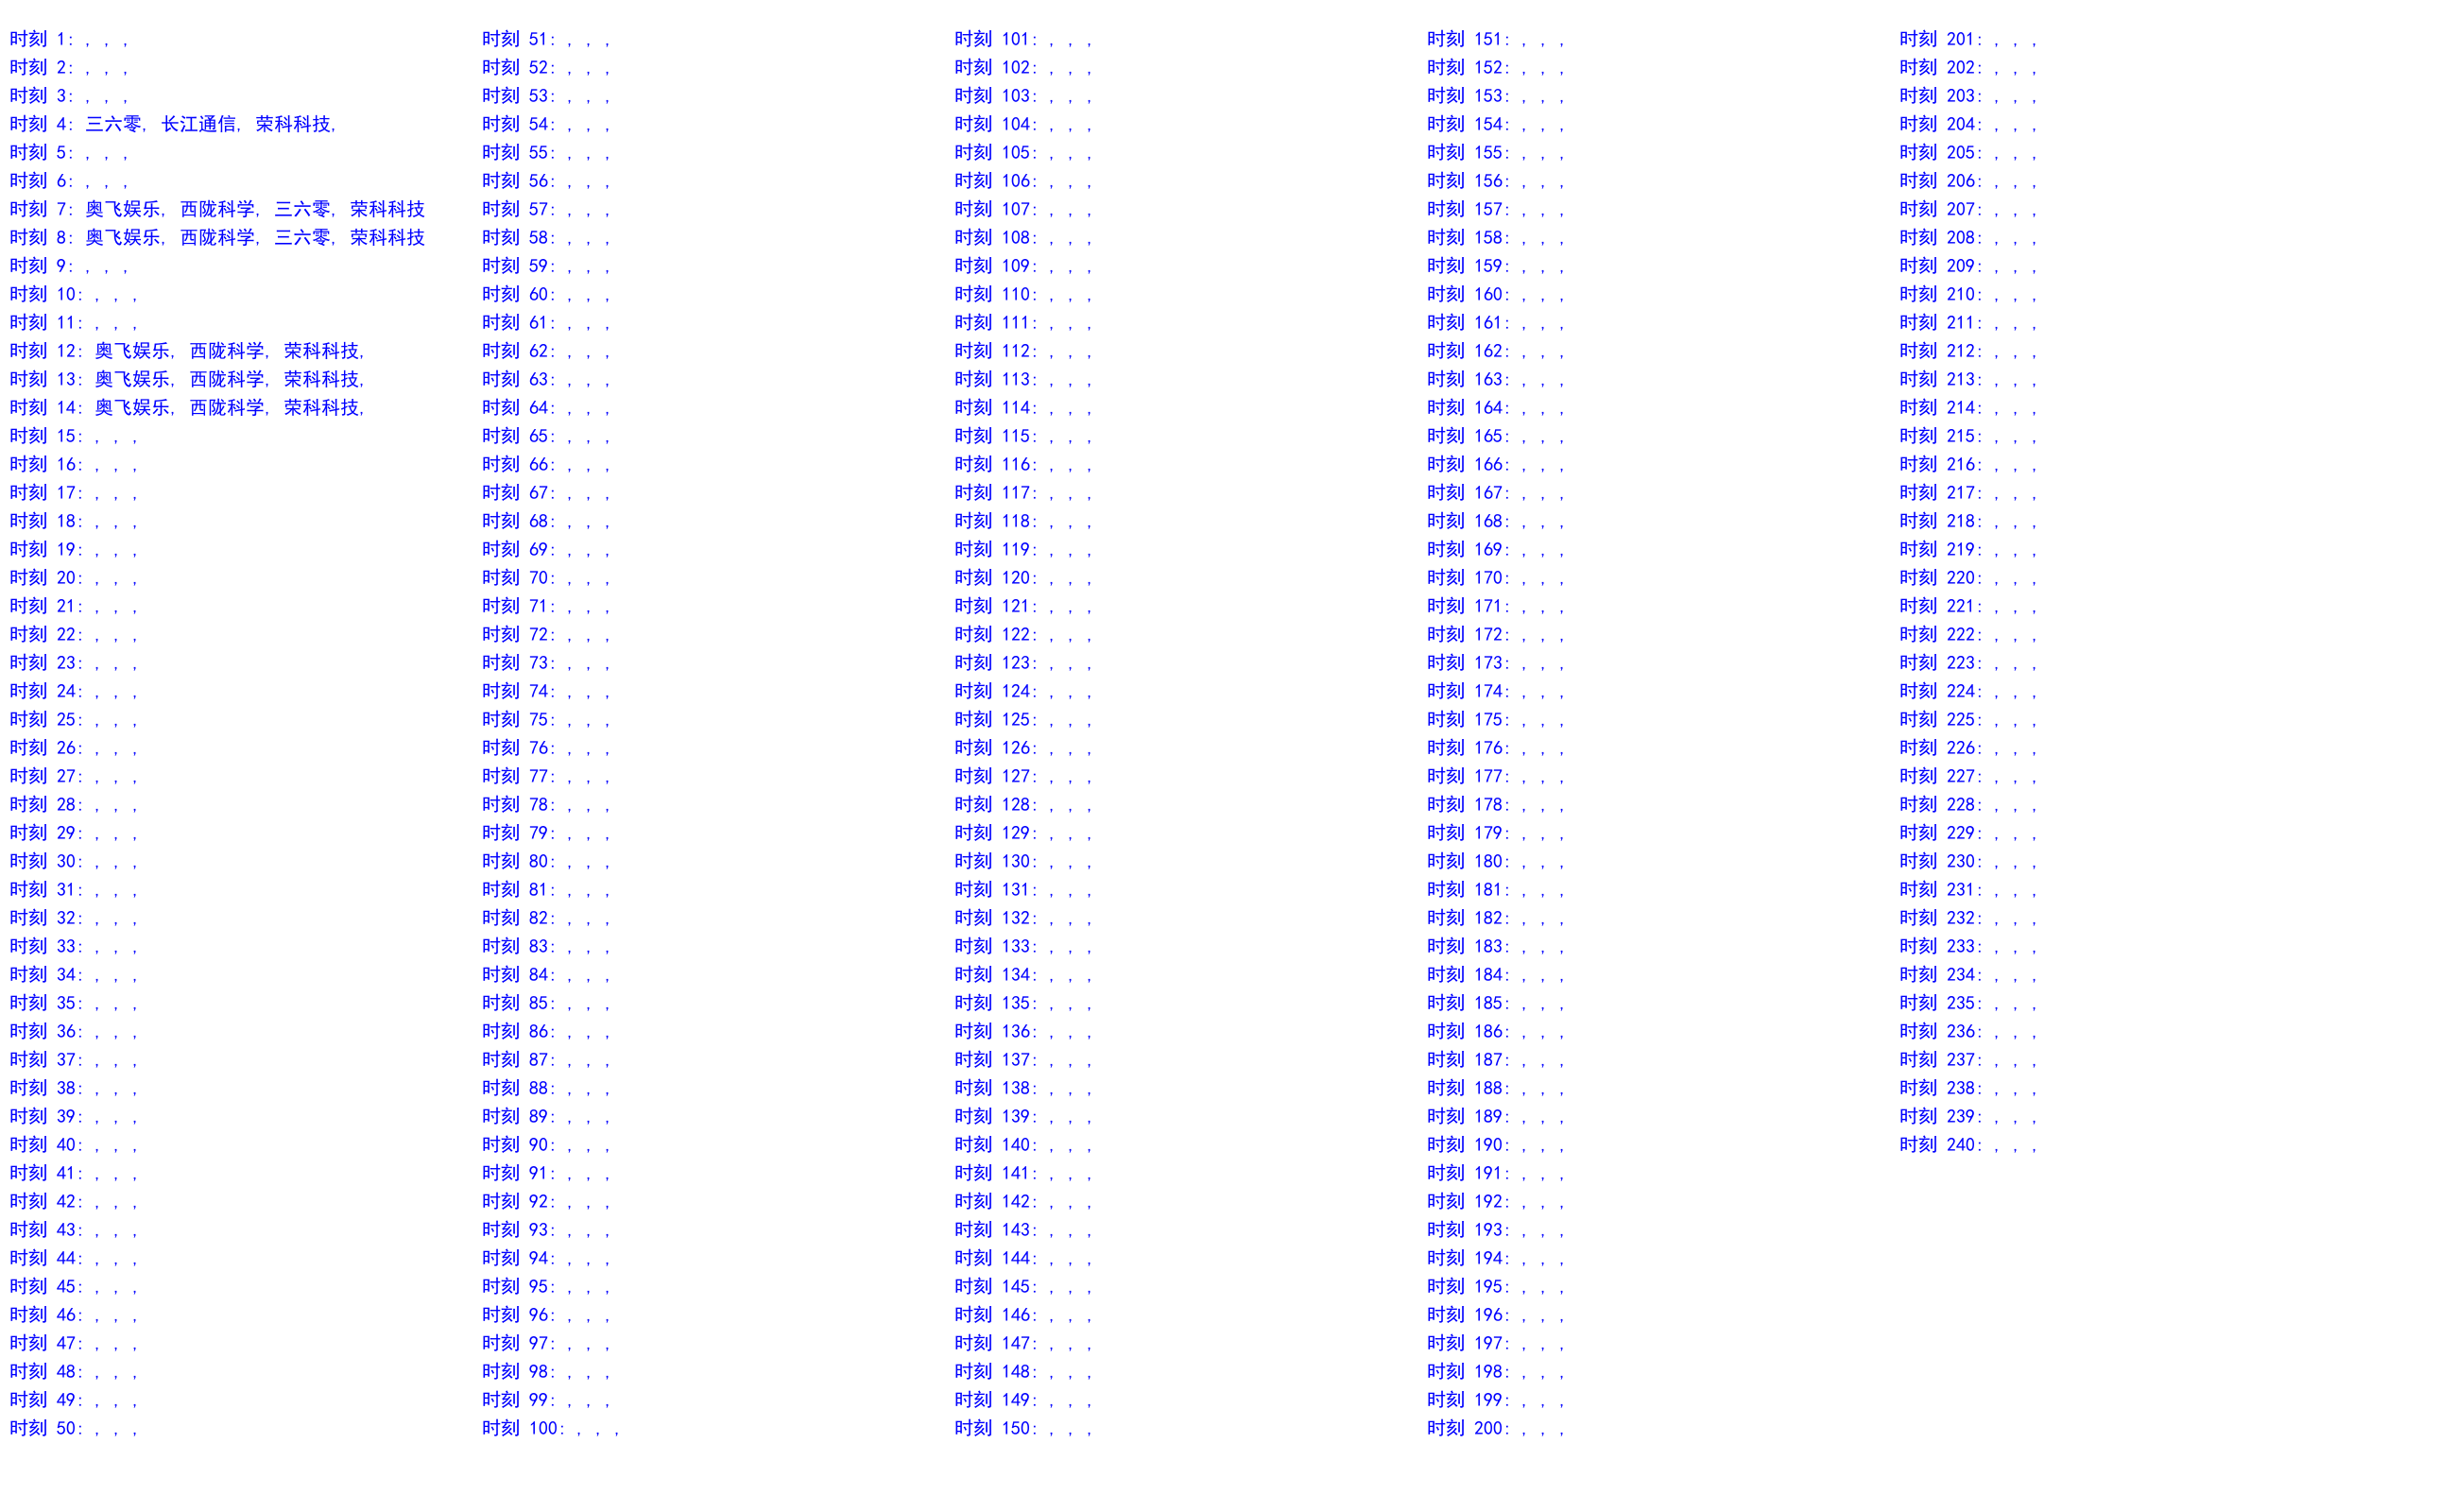 时刻 1: , , ,
时刻 2: , , ,
时刻 3: , , ,
时刻 4: 三六零, 长江通信, 荣科科技,
时刻 5: , , ,
时刻 6: , , ,
时刻 7: 奥飞娱乐, 西陇科学, 三六零, 荣科科技
时刻 8: 奥飞娱乐, 西陇科学, 三六零, 荣科科技
时刻 9: , , ,
时刻 10: , , ,
时刻 11: , , ,
时刻 12: 奥飞娱乐, 西陇科学, 荣科科技,
时刻 13: 奥飞娱乐, 西陇科学, 荣科科技,
时刻 14: 奥飞娱乐, 西陇科学, 荣科科技,
时刻 15: , , ,
时刻 16: , , ,
时刻 17: , , ,
时刻 18: , , ,
时刻 19: , , ,
时刻 20: , , ,
时刻 21: , , ,
时刻 22: , , ,
时刻 23: , , ,
时刻 24: , , ,
时刻 25: , , ,
时刻 26: , , ,
时刻 27: , , ,
时刻 28: , , ,
时刻 29: , , ,
时刻 30: , , ,
时刻 31: , , ,
时刻 32: , , ,
时刻 33: , , ,
时刻 34: , , ,
时刻 35: , , ,
时刻 36: , , ,
时刻 37: , , ,
时刻 38: , , ,
时刻 39: , , ,
时刻 40: , , ,
时刻 41: , , ,
时刻 42: , , ,
时刻 43: , , ,
时刻 44: , , ,
时刻 45: , , ,
时刻 46: , , ,
时刻 47: , , ,
时刻 48: , , ,
时刻 49: , , ,
时刻 50: , , ,
时刻 51: , , ,
时刻 52: , , ,
时刻 53: , , ,
时刻 54: , , ,
时刻 55: , , ,
时刻 56: , , ,
时刻 57: , , ,
时刻 58: , , ,
时刻 59: , , ,
时刻 60: , , ,
时刻 61: , , ,
时刻 62: , , ,
时刻 63: , , ,
时刻 64: , , ,
时刻 65: , , ,
时刻 66: , , ,
时刻 67: , , ,
时刻 68: , , ,
时刻 69: , , ,
时刻 70: , , ,
时刻 71: , , ,
时刻 72: , , ,
时刻 73: , , ,
时刻 74: , , ,
时刻 75: , , ,
时刻 76: , , ,
时刻 77: , , ,
时刻 78: , , ,
时刻 79: , , ,
时刻 80: , , ,
时刻 81: , , ,
时刻 82: , , ,
时刻 83: , , ,
时刻 84: , , ,
时刻 85: , , ,
时刻 86: , , ,
时刻 87: , , ,
时刻 88: , , ,
时刻 89: , , ,
时刻 90: , , ,
时刻 91: , , ,
时刻 92: , , ,
时刻 93: , , ,
时刻 94: , , ,
时刻 95: , , ,
时刻 96: , , ,
时刻 97: , , ,
时刻 98: , , ,
时刻 99: , , ,
时刻 100: , , ,
时刻 101: , , ,
时刻 102: , , ,
时刻 103: , , ,
时刻 104: , , ,
时刻 105: , , ,
时刻 106: , , ,
时刻 107: , , ,
时刻 108: , , ,
时刻 109: , , ,
时刻 110: , , ,
时刻 111: , , ,
时刻 112: , , ,
时刻 113: , , ,
时刻 114: , , ,
时刻 115: , , ,
时刻 116: , , ,
时刻 117: , , ,
时刻 118: , , ,
时刻 119: , , ,
时刻 120: , , ,
时刻 121: , , ,
时刻 122: , , ,
时刻 123: , , ,
时刻 124: , , ,
时刻 125: , , ,
时刻 126: , , ,
时刻 127: , , ,
时刻 128: , , ,
时刻 129: , , ,
时刻 130: , , ,
时刻 131: , , ,
时刻 132: , , ,
时刻 133: , , ,
时刻 134: , , ,
时刻 135: , , ,
时刻 136: , , ,
时刻 137: , , ,
时刻 138: , , ,
时刻 139: , , ,
时刻 140: , , ,
时刻 141: , , ,
时刻 142: , , ,
时刻 143: , , ,
时刻 144: , , ,
时刻 145: , , ,
时刻 146: , , ,
时刻 147: , , ,
时刻 148: , , ,
时刻 149: , , ,
时刻 150: , , ,
时刻 151: , , ,
时刻 152: , , ,
时刻 153: , , ,
时刻 154: , , ,
时刻 155: , , ,
时刻 156: , , ,
时刻 157: , , ,
时刻 158: , , ,
时刻 159: , , ,
时刻 160: , , ,
时刻 161: , , ,
时刻 162: , , ,
时刻 163: , , ,
时刻 164: , , ,
时刻 165: , , ,
时刻 166: , , ,
时刻 167: , , ,
时刻 168: , , ,
时刻 169: , , ,
时刻 170: , , ,
时刻 171: , , ,
时刻 172: , , ,
时刻 173: , , ,
时刻 174: , , ,
时刻 175: , , ,
时刻 176: , , ,
时刻 177: , , ,
时刻 178: , , ,
时刻 179: , , ,
时刻 180: , , ,
时刻 181: , , ,
时刻 182: , , ,
时刻 183: , , ,
时刻 184: , , ,
时刻 185: , , ,
时刻 186: , , ,
时刻 187: , , ,
时刻 188: , , ,
时刻 189: , , ,
时刻 190: , , ,
时刻 191: , , ,
时刻 192: , , ,
时刻 193: , , ,
时刻 194: , , ,
时刻 195: , , ,
时刻 196: , , ,
时刻 197: , , ,
时刻 198: , , ,
时刻 199: , , ,
时刻 200: , , ,
时刻 201: , , ,
时刻 202: , , ,
时刻 203: , , ,
时刻 204: , , ,
时刻 205: , , ,
时刻 206: , , ,
时刻 207: , , ,
时刻 208: , , ,
时刻 209: , , ,
时刻 210: , , ,
时刻 211: , , ,
时刻 212: , , ,
时刻 213: , , ,
时刻 214: , , ,
时刻 215: , , ,
时刻 216: , , ,
时刻 217: , , ,
时刻 218: , , ,
时刻 219: , , ,
时刻 220: , , ,
时刻 221: , , ,
时刻 222: , , ,
时刻 223: , , ,
时刻 224: , , ,
时刻 225: , , ,
时刻 226: , , ,
时刻 227: , , ,
时刻 228: , , ,
时刻 229: , , ,
时刻 230: , , ,
时刻 231: , , ,
时刻 232: , , ,
时刻 233: , , ,
时刻 234: , , ,
时刻 235: , , ,
时刻 236: , , ,
时刻 237: , , ,
时刻 238: , , ,
时刻 239: , , ,
时刻 240: , , ,